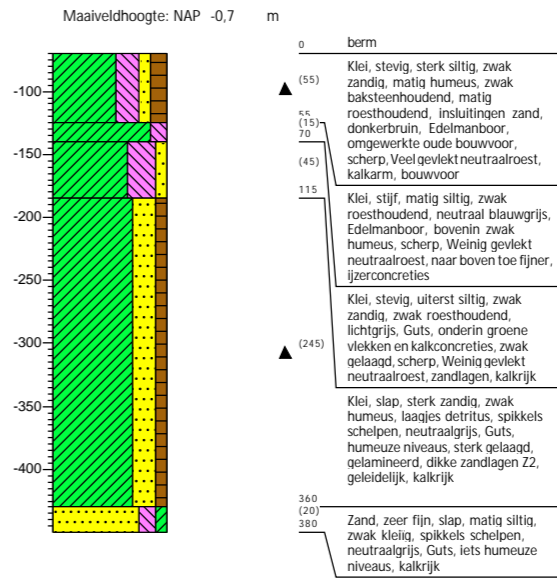 Maaiveldhoogte: NAP -0,7 m
-100
-150
-200
-250
-300
-350
-400
0
(55)
55
(15)
70
(45)
115
(245)
360
(20)
380
berm
Klei, stevig, sterk siltig, zwak
zandig, matig humeus, zwak
baksteenhoudend, matig
roesthoudend, insluitingen zand,
donkerbruin, Edelmanboor,
omgewerkte oude bouwvoor,
scherp, Veel gevlekt neutraalroest,
kalkarm, bouwvoor
Klei, stijf, matig siltig, zwak
roesthoudend, neutraal blauwgrijs,
Edelmanboor, bovenin zwak
humeus, scherp, Weinig gevlekt
neutraalroest, naar boven toe fijner,
ijzerconcreties
Klei, stevig, uiterst siltig, zwak
zandig, zwak roesthoudend,
lichtgrijs, Guts, onderin groene
vlekken en kalkconcreties, zwak
gelaagd, scherp, Weinig gevlekt
neutraalroest, zandlagen, kalkrijk
Klei, slap, sterk zandig, zwak
humeus, laagjes detritus, spikkels
schelpen, neutraalgrijs, Guts,
humeuze niveaus, sterk gelaagd,
gelamineerd, dikke zandlagen Z2,
geleidelijk, kalkrijk
Zand, zeer fijn, slap, matig siltig,
zwak kleiïg, spikkels schelpen,
neutraalgrijs, Guts, iets humeuze
niveaus, kalkrijk